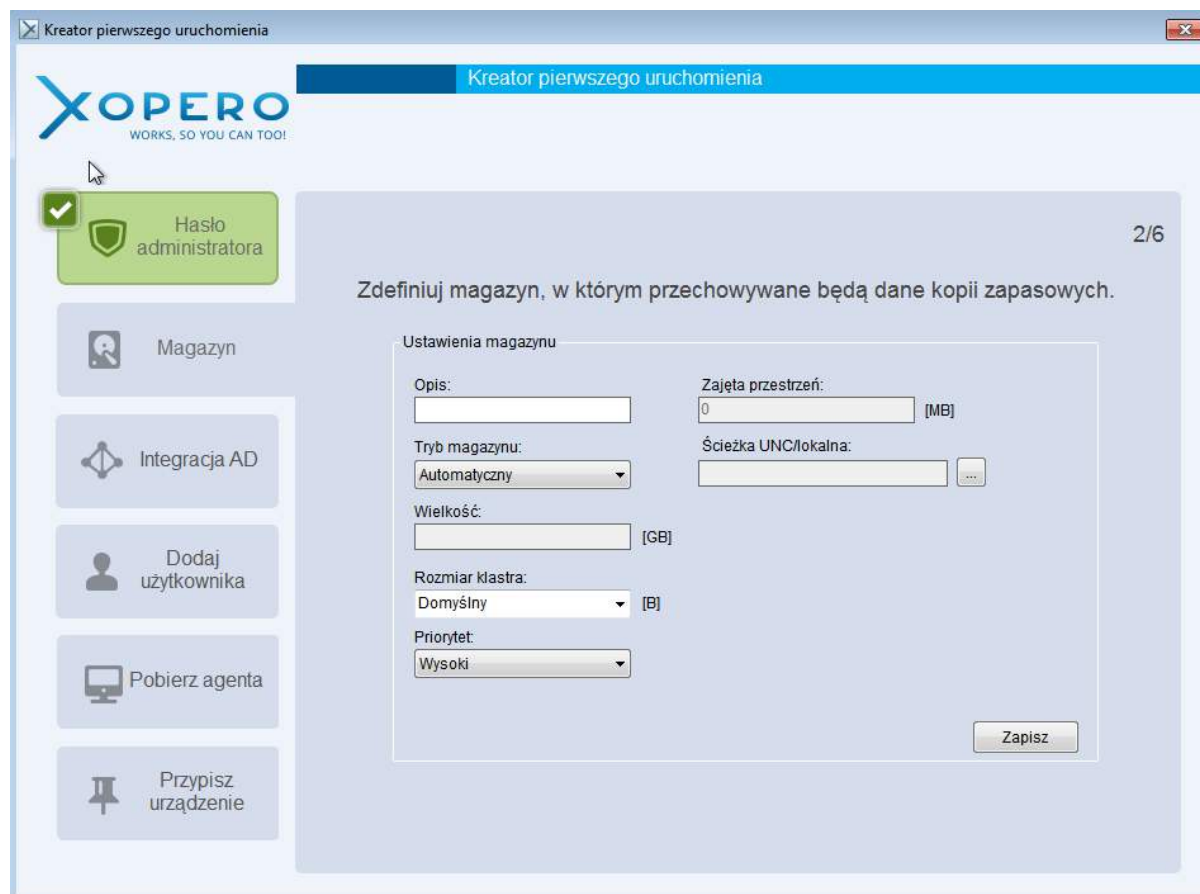 Kreator pierwszego uruchomienia
Kreator pierwszego uruchomienia
XOPERO
WORKS, SO YOU CAN TOO!
Hasło
administratora
Magazyn
Integracja AD
Dodaj
użytkownika
Pobierz agenta
Przypisz
urządzenie
2/6
Zdefiniuj magazyn, w którym przechowywane będą dane kopii zapasowych.
Ustawienia magazynu
Opis:
Zajęta przestrzeń:
0 [MB]
Tryb magazynu:
Automatyczny
Ścieżka UNC/lokalna:
...
Wielkość:
[GB]
Rozmiar klastra:
Domyślny [B]
Priorytet:
Wysoki
Zapisz